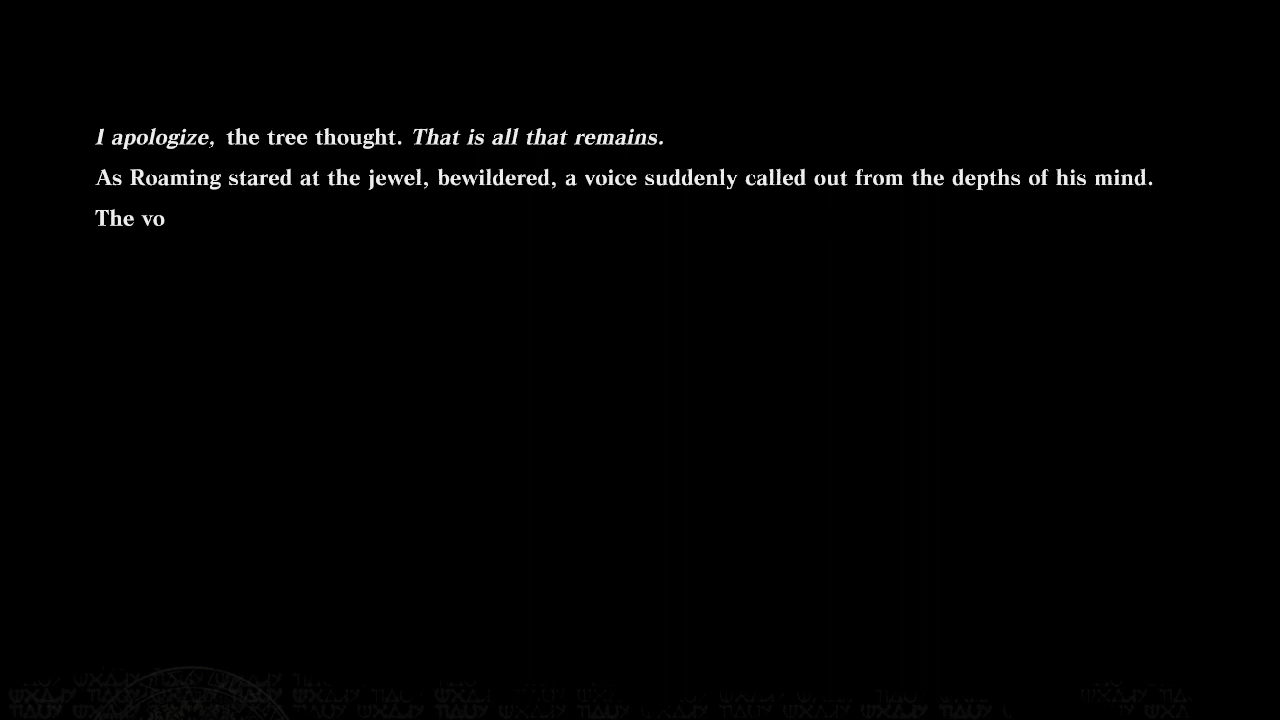 I apologize, the tree thought. That is all that remains.
As Roaming stared at the jewel, bewildered, a voice suddenly called out from the depths of his mind.
The vo